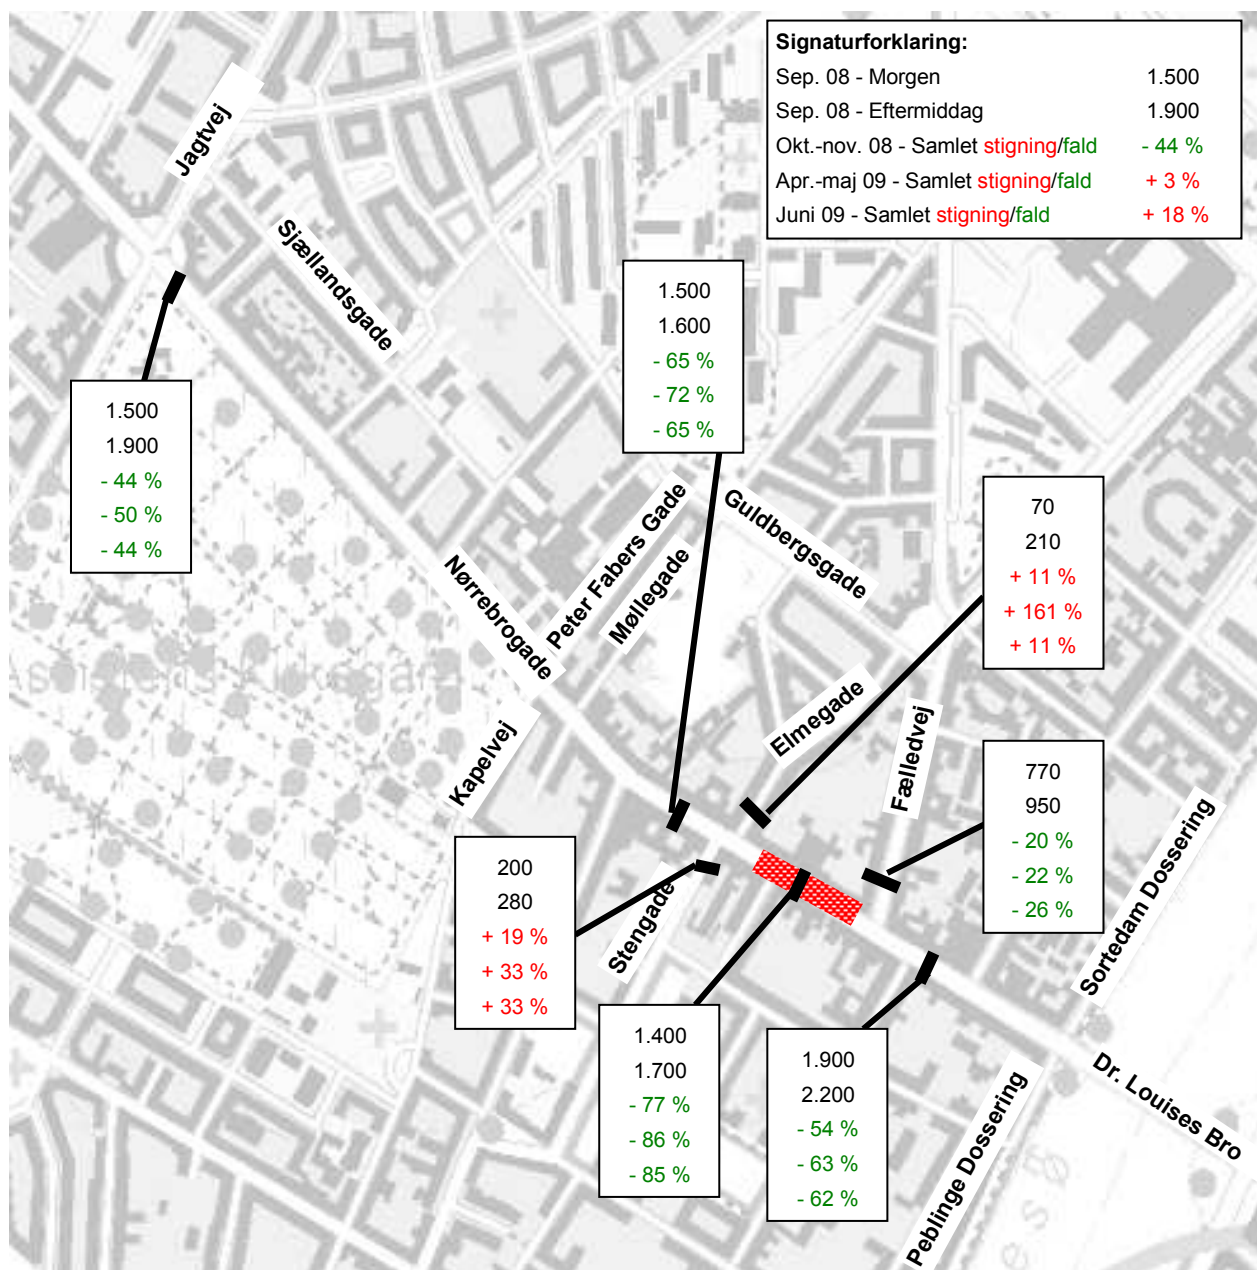 Signaturforklaring:
Sep. 08 - Morgen 1.500
Sep. 08 - Eftermiddag 1.900
Okt.-nov. 08 - Samlet stigning/fald - 44 %
Apr.-maj 09 - Samlet stigning/fald + 3 %
Juni 09 - Samlet stigning/fald + 18 %
Jagtvej
Sjællandsgade
1.500
1.600
- 65 %
- 72 %
- 65 %
1.500
1.900
- 44 %
- 50 %
- 44 %
Nørrebrogade
Peter Fabers Gade
Møllegade
Guldbergsgade
70
210
+ 11 %
+ 161 %
+ 11 %
Kapelvej
Elmegade
Fælledvej
770
950
- 20 %
- 22 %
- 26 %
Sortedam Dossering
200
280
+ 19 %
+ 33 %
+ 33 %
Stengade
1.400
1.700
- 77 %
- 86 %
- 85 %
1.900
2.200
- 54 %
- 63 %
- 62 %
Peblinge Dossering
Dr. Louises Bro